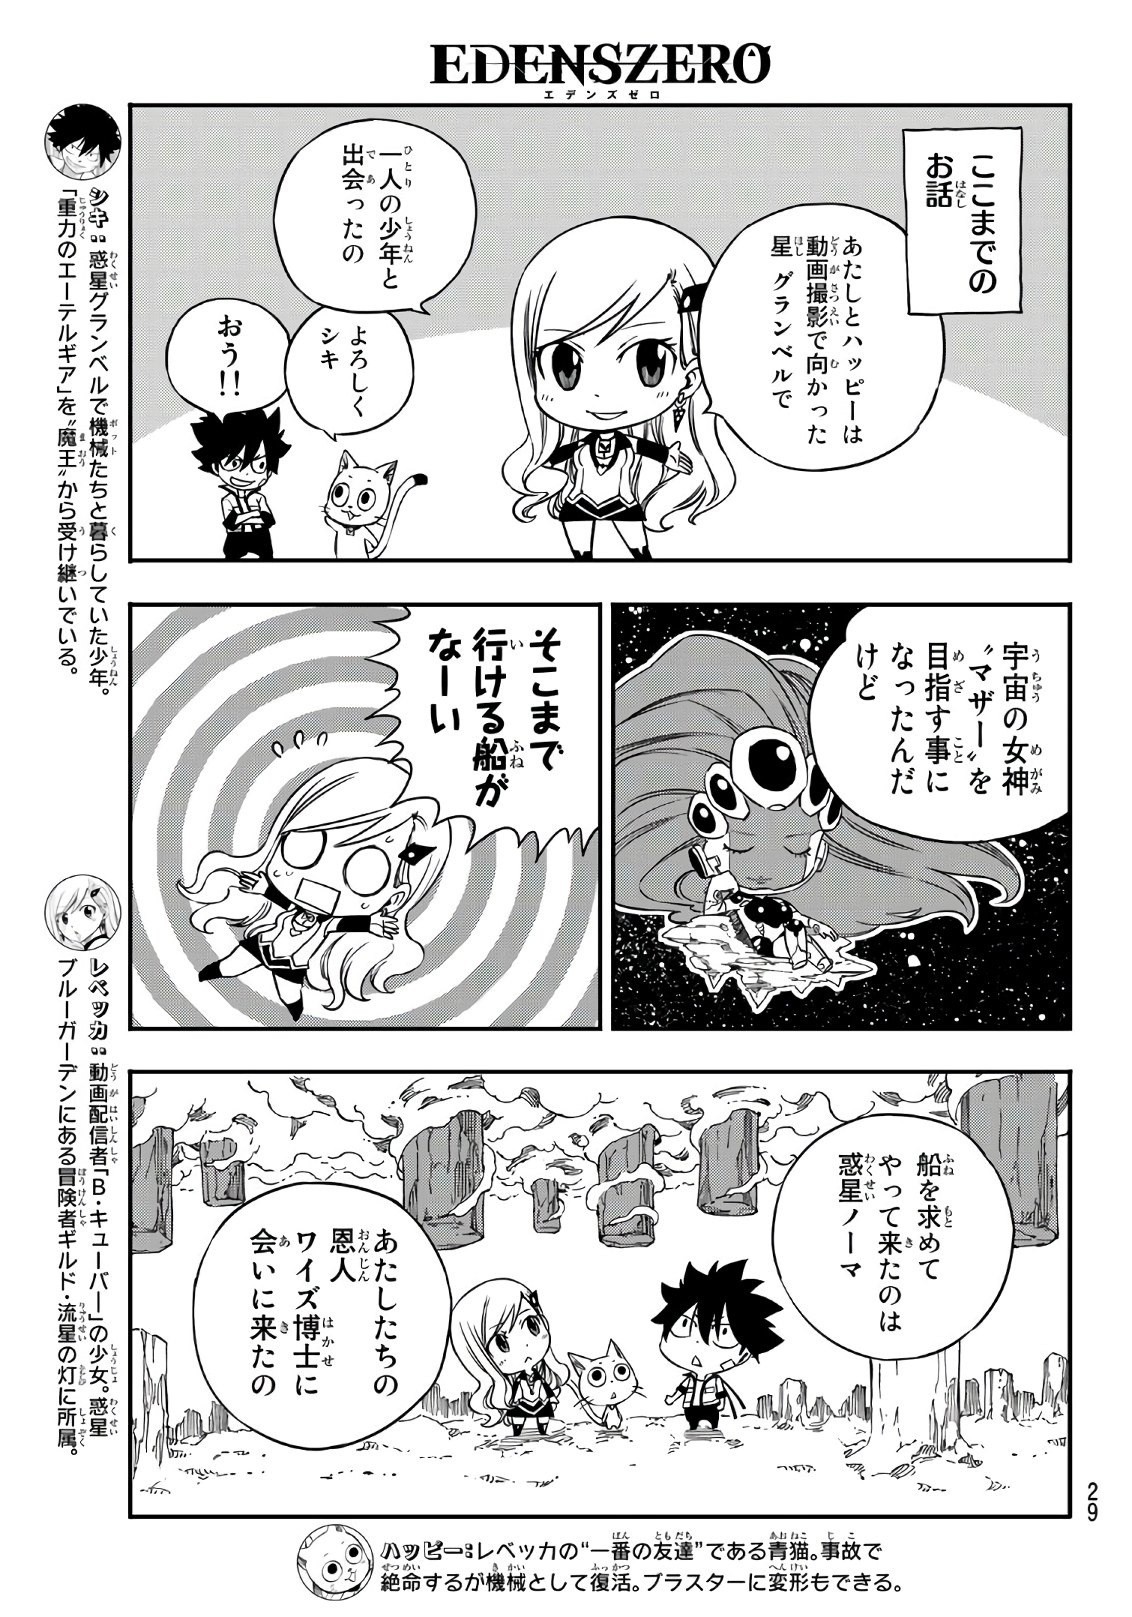 EDENSZERO
エデンズゼロ
ここまでの
お話
あたしとハッピーは
動画撮影で向かった
星 グランベルで
一人の少年と
出会ったの
よろしく
シキ
おう!!
宇宙の女神
〝マザー〟を
目指す事に
なったんだ
けど
そこまで
行ける船が
なーい
船を求めて
やって来たのは
惑星ノーマ
あたしたちの
恩人
ワイズ博士に
会いに来たの
シキ：惑星グランベルで機械たちと暮らしていた少年。
「重力のエーテルギア」を〝魔王〟から受け継いでいる。
レベッカ：動画配信者「B・キューバー」の少女。惑星
ブルーガーデンにある冒険者ギルド・流星の灯に所属。
ハッピー：レベッカの“一番の友達”である青猫。事故で
絶命するが機械として復活。ブラスターに変形もできる。
29